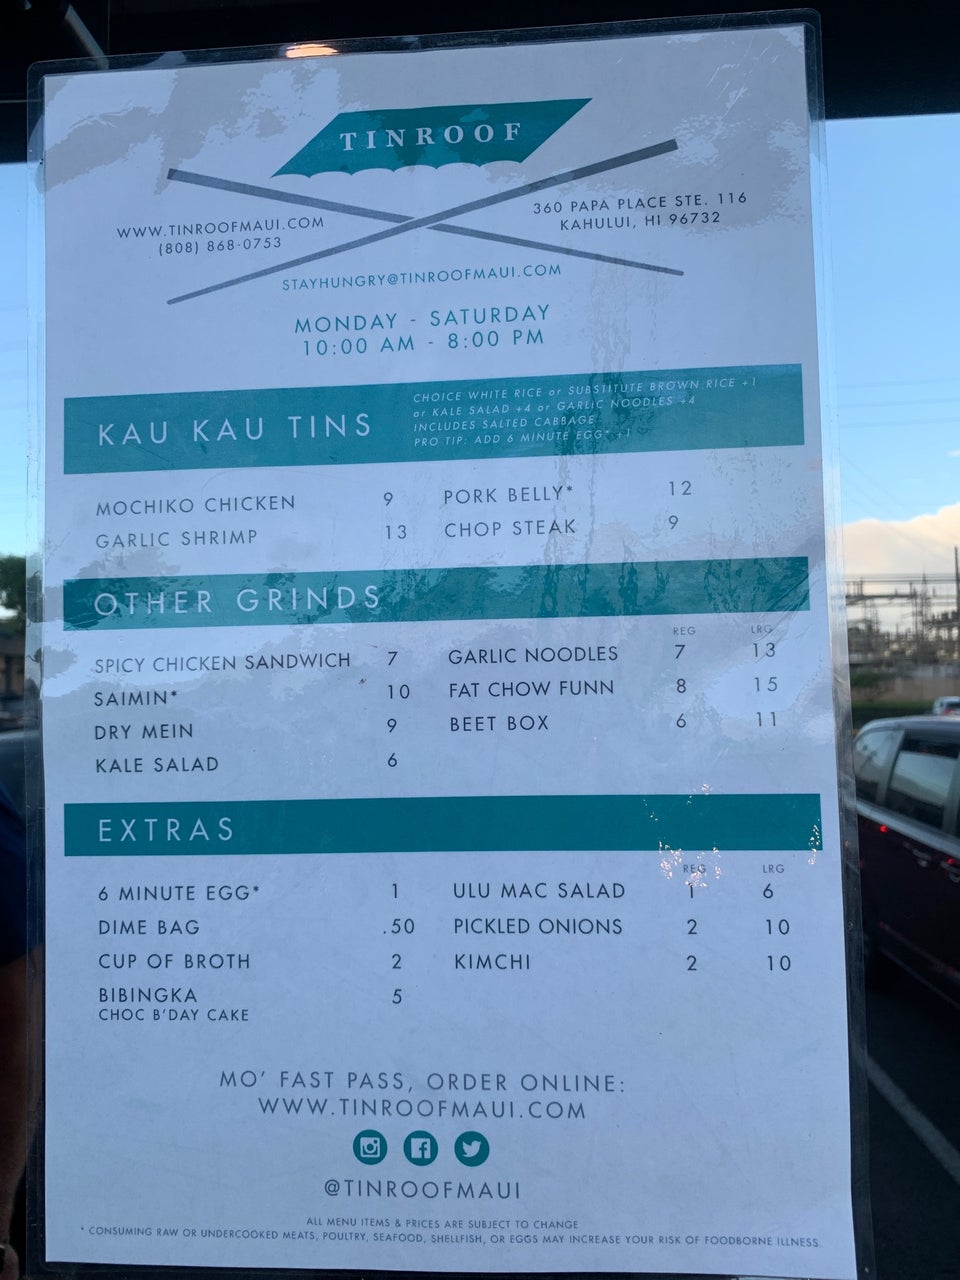 TINROOF
WWW.TINROOFMAUI.COM
(808) 868-0753
360 PAPA PLACE STE. 116
KAHULUI, HI 96732
STAYHUNGRY@TINROOFMAUI.COM
MONDAY - SATURDAY
10:00 AM - 8:00 PM
KAU KAU TINS
CHOICE WHITE RICE or SUBSTITUTE BROWN RICE +1
or KALE SALAD +4 or GARLIC NOODLES +4
INCLUDES SALTED CABBAGE
PRO TIP: ADD 6 MINUTE EGG* +1
MOCHIKO CHICKEN 9
GARLIC SHRIMP 13
PORK BELLY* 12
CHOP STEAK 9
OTHER GRINDS
SPICY CHICKEN SANDWICH 7
SAIMIN* 10
DRY MEIN 9
KALE SALAD 6
REG LRG
GARLIC NOODLES 7 13
FAT CHOW FUNN 8 15
BEET BOX 6 11
EXTRAS
6 MINUTE EGG* 1
DIME BAG .50
CUP OF BROTH 2
BIBINGKA 5
CHOC B'DAY CAKE
REG LRG
ULU MAC SALAD 1 6
PICKLED ONIONS 2 10
KIMCHI 2 10
MO' FAST PASS, ORDER ONLINE:
WWW.TINROOFMAUI.COM
@TINROOFMAUI
ALL MENU ITEMS & PRICES ARE SUBJECT TO CHANGE
* CONSUMING RAW OR UNDERCOOKED MEATS, POULTRY, SEAFOOD, SHELLFISH, OR EGGS MAY INCREASE YOUR RISK OF FOODBORNE ILLNESS.